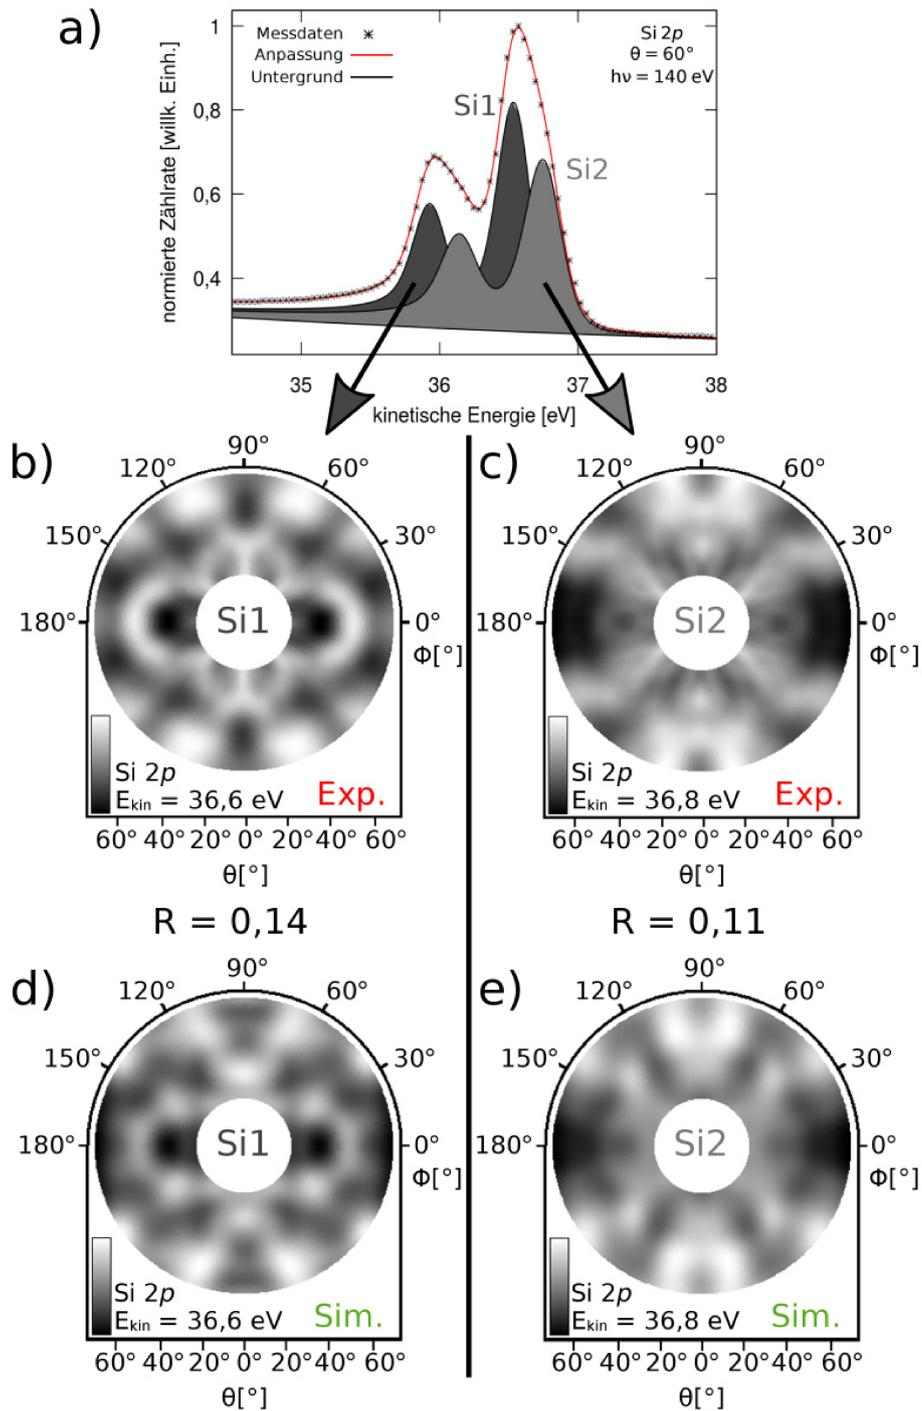 a)
normierte Zählrate [willk. Einh.]
1
0,8
0,6
0,4
Messdaten
Anpassung
Untergrund
Si 2p
θ = 60°
hν = 140 eV
Si1
Si2
35 36 37 38
kinetische Energie [eV]
b)
90°
120° 60°
150° 30°
180° Si1 0°
Φ[°]
Si 2p
Ekin = 36,6 eV Exp.
60° 40° 20° 0° 20° 40° 60°
θ[°]
c)
90°
120° 60°
150° 30°
180° Si2 0°
Φ[°]
Si 2p
Ekin = 36,8 eV Exp.
60° 40° 20° 0° 20° 40° 60°
θ[°]
R = 0,14
R = 0,11
d)
90°
120° 60°
150° 30°
180° Si1 0°
Φ[°]
Si 2p
Ekin = 36,6 eV Sim.
60° 40° 20° 0° 20° 40° 60°
θ[°]
e)
90°
120° 60°
150° 30°
180° Si2 0°
Φ[°]
Si 2p
Ekin = 36,8 eV Sim.
60° 40° 20° 0° 20° 40° 60°
θ[°]